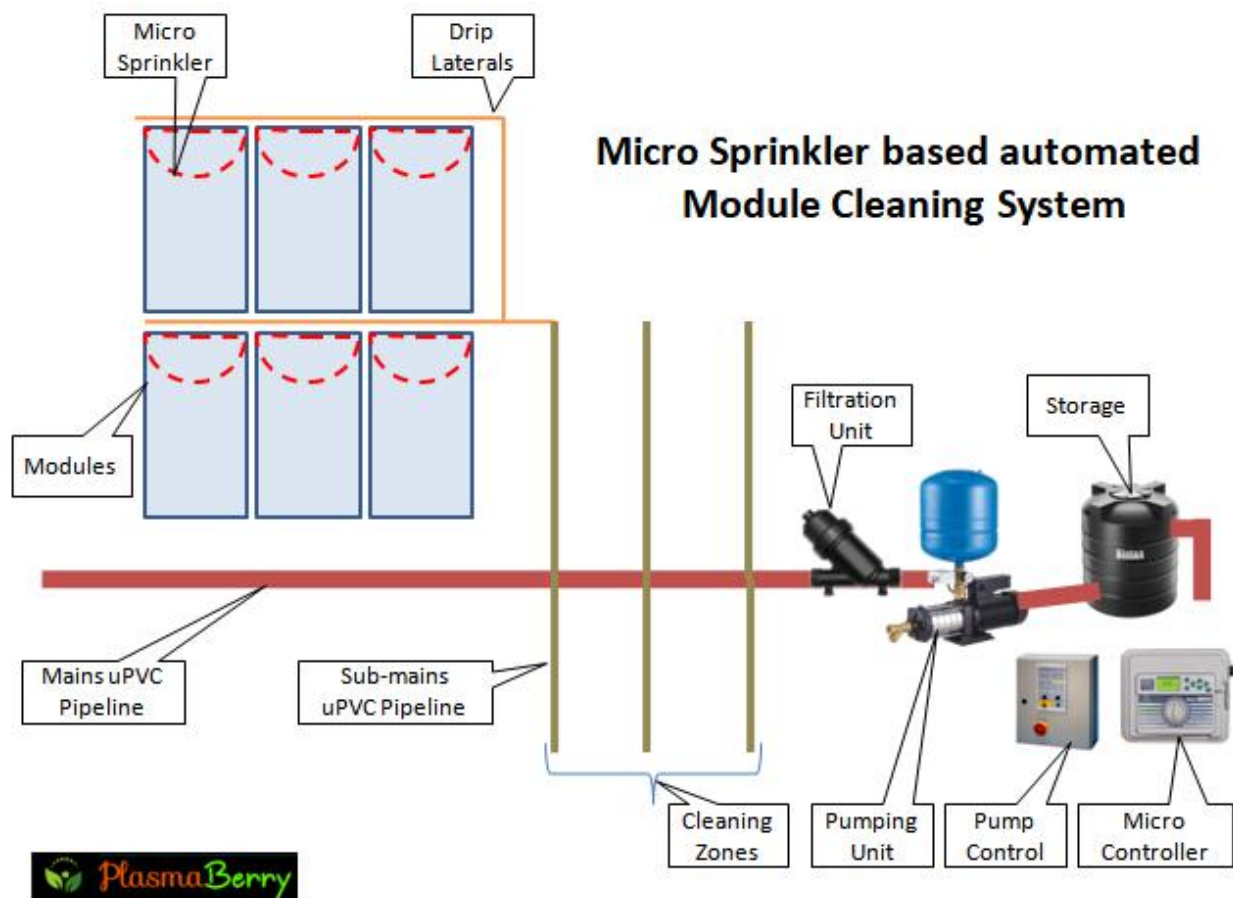 Micro
Sprinkler
Drip
Laterals
Micro Sprinkler based automated
Module Cleaning System
Filtration
Unit
Storage
Modules
Mains uPVC
Pipeline
Sub-mains
uPVC Pipeline
Cleaning
Zones
Pumping
Unit
Pump
Control
Micro
Controller
PlasmaBerry